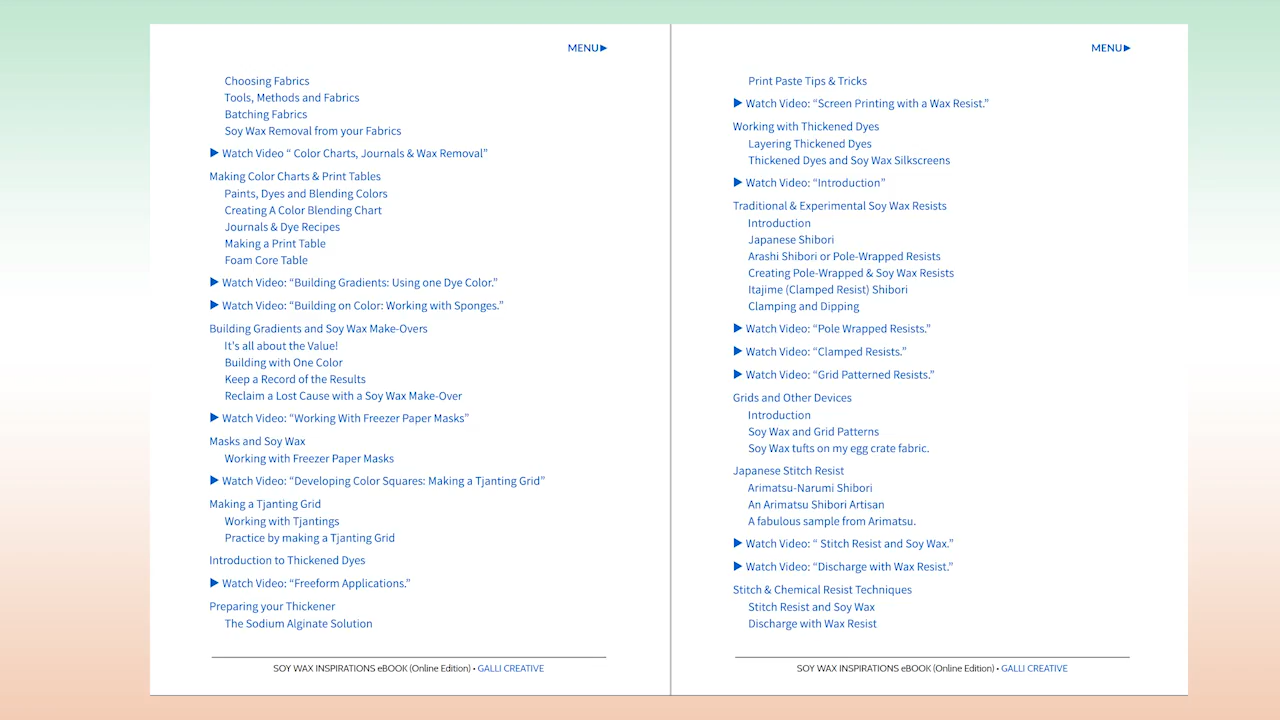 MENU▶
Choosing Fabrics
Tools, Methods and Fabrics
Batching Fabrics
Soy Wax Removal from your Fabrics
▶ Watch Video “ Color Charts, Journals & Wax Removal”
Making Color Charts & Print Tables
Paints, Dyes and Blending Colors
Creating A Color Blending Chart
Journals & Dye Recipes
Making a Print Table
Foam Core Table
▶ Watch Video: “Building Gradients: Using one Dye Color.”
▶ Watch Video: “Building on Color: Working with Sponges.”
Building Gradients and Soy Wax Make-Overs
It's all about the Value!
Building with One Color
Keep a Record of the Results
Reclaim a Lost Cause with a Soy Wax Make-Over
▶ Watch Video: “Working With Freezer Paper Masks”
Masks and Soy Wax
Working with Freezer Paper Masks
▶ Watch Video: “Developing Color Squares: Making a Tjanting Grid”
Making a Tjanting Grid
Working with Tjantings
Practice by making a Tjanting Grid
Introduction to Thickened Dyes
▶ Watch Video: “Freeform Applications.”
Preparing your Thickener
The Sodium Alginate Solution
SOY WAX INSPIRATIONS eBOOK (Online Edition) • GALLI CREATIVE
MENU▶
Print Paste Tips & Tricks
▶ Watch Video: “Screen Printing with a Wax Resist.”
Working with Thickened Dyes
Layering Thickened Dyes
Thickened Dyes and Soy Wax Silkscreens
▶ Watch Video: “Introduction”
Traditional & Experimental Soy Wax Resists
Introduction
Japanese Shibori
Arashi Shibori or Pole-Wrapped Resists
Creating Pole-Wrapped & Soy Wax Resists
Itajime (Clamped Resist) Shibori
Clamping and Dipping
▶ Watch Video: “Pole Wrapped Resists.”
▶ Watch Video: “Clamped Resists.”
▶ Watch Video: “Grid Patterned Resists.”
Grids and Other Devices
Introduction
Soy Wax and Grid Patterns
Soy Wax tufts on my egg crate fabric.
Japanese Stitch Resist
Arimatsu-Narumi Shibori
An Arimatsu Shibori Artisan
A fabulous sample from Arimatsu.
▶ Watch Video: “ Stitch Resist and Soy Wax.”
▶ Watch Video: “Discharge with Wax Resist.”
Stitch & Chemical Resist Techniques
Stitch Resist and Soy Wax
Discharge with Wax Resist
SOY WAX INSPIRATIONS eBOOK (Online Edition) • GALLI CREATIVE